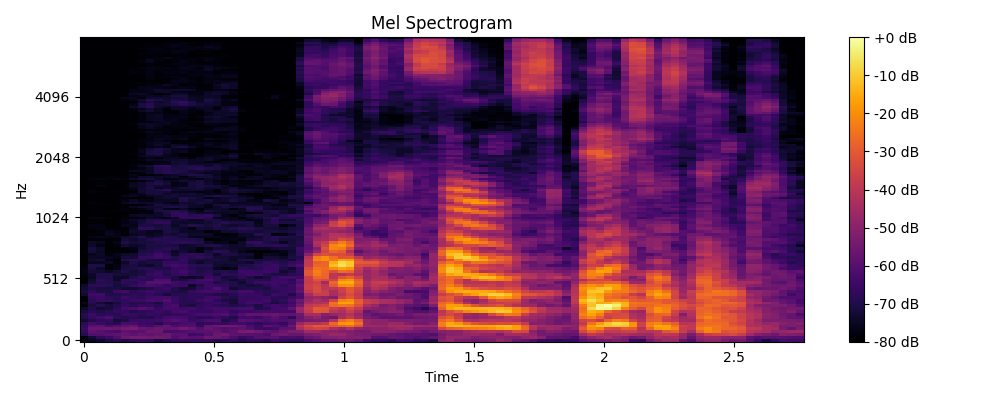 Mel Spectrogram
+0 dB
-10 dB
-20 dB
-30 dB
-40 dB
-50 dB
-60 dB
-70 dB
-80 dB
4096
2048
1024
512
0
Hz
0
0.5
1
1.5
2
2.5
Time